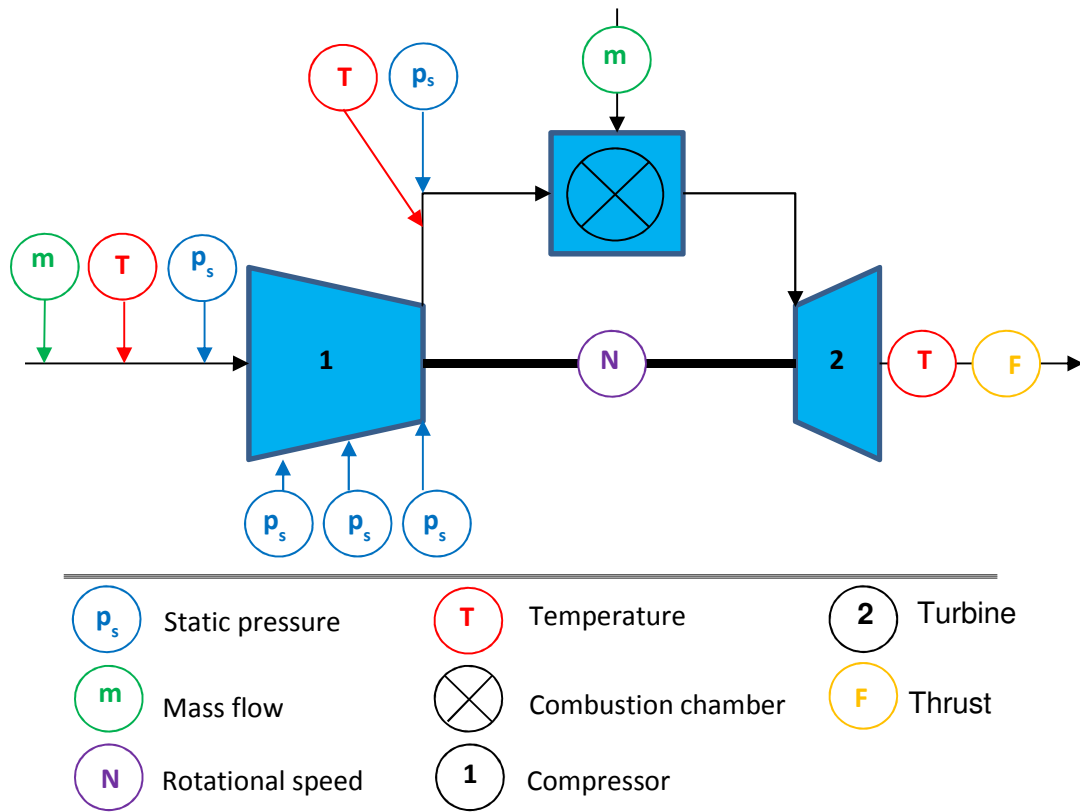 m
T
ps
m
T
ps
1
N
2
T
F
ps
ps
ps
ps Static pressure
T Temperature
2 Turbine
m Mass flow
Combustion chamber
F Thrust
N Rotational speed
1 Compressor